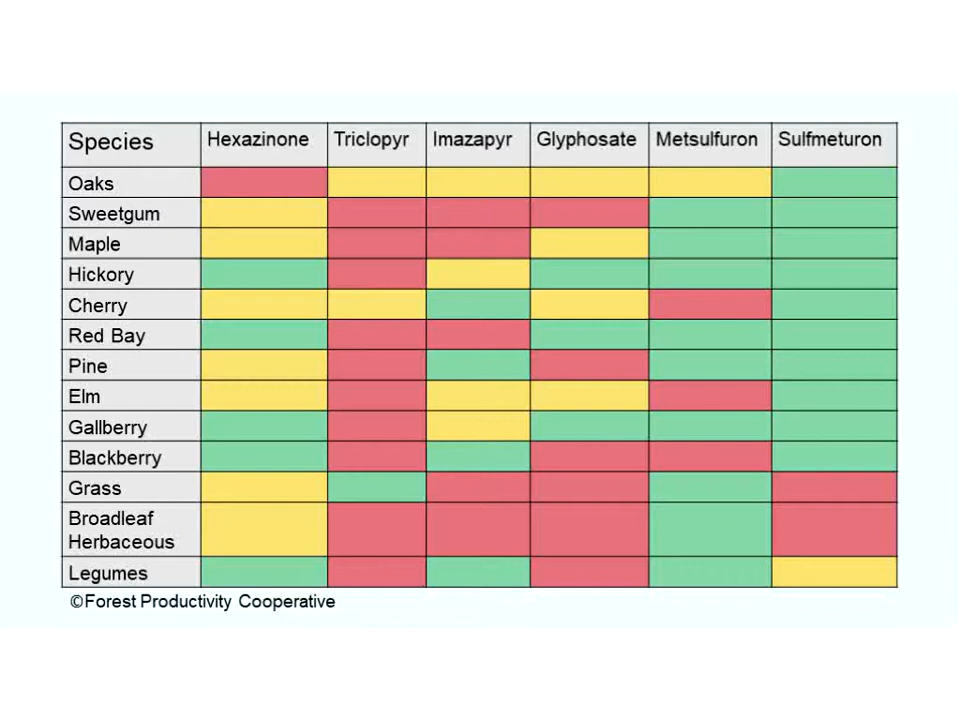 Species Hexazinone Triclopyr Imazapyr Glyphosate Metsulfuron Sulfmeturon
Oaks
Sweetgum
Maple
Hickory
Cherry
Red Bay
Pine
Elm
Gallberry
Blackberry
Grass
Broadleaf
Herbaceous
Legumes
©Forest Productivity Cooperative